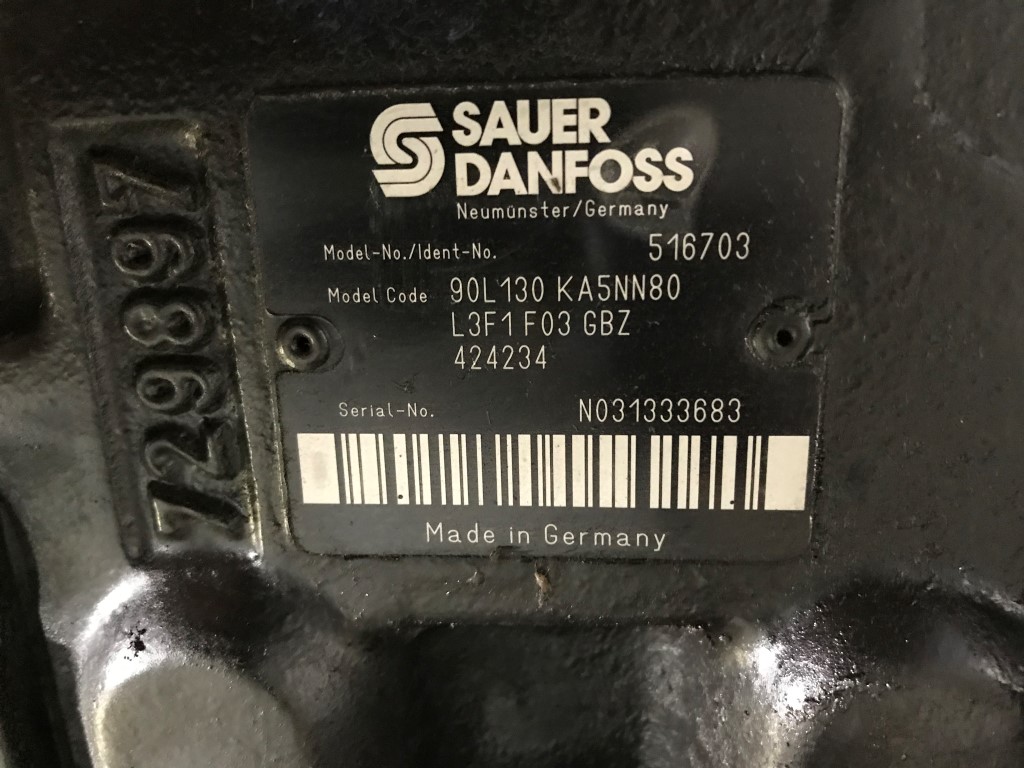 SAUER
DANFOSS
Neumünster/Germany
Model-No./Ident-No. 516703
Model Code 90L130 KA5NN80
L3F1 F03 GBZ
424234
Serial-No. N031333683
Made in Germany
729897